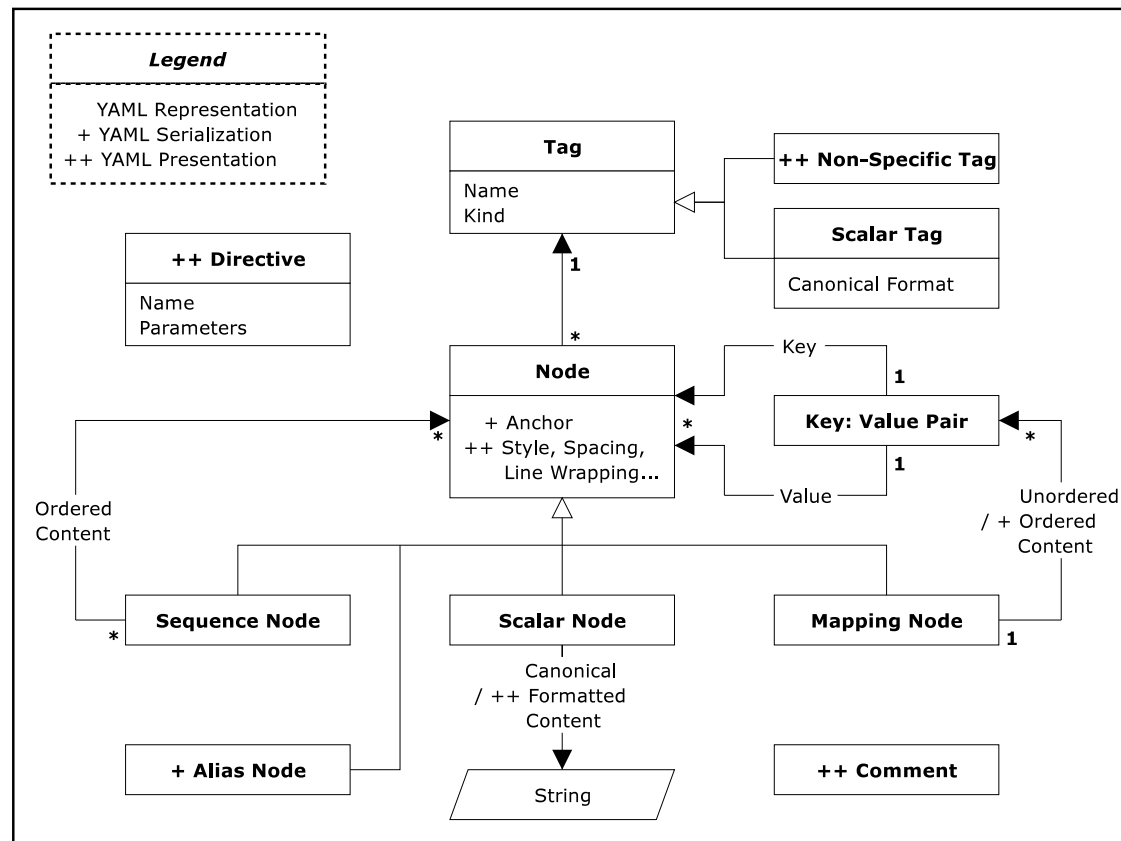 Legend
YAML Representation
+ YAML Serialization
++ YAML Presentation
Tag
Name
Kind
++ Non-Specific Tag
Scalar Tag
Canonical Format
++ Directive
Name
Parameters
1
*
Node
+ Anchor
++ Style, Spacing,
Line Wrapping...
Key
1
*
Key: Value Pair
1
Value
*
*
Ordered
Content
Unordered
/ + Ordered
Content
Sequence Node
*
Scalar Node
Mapping Node
1
Canonical
/ ++ Formatted
Content
+ Alias Node
String
++ Comment